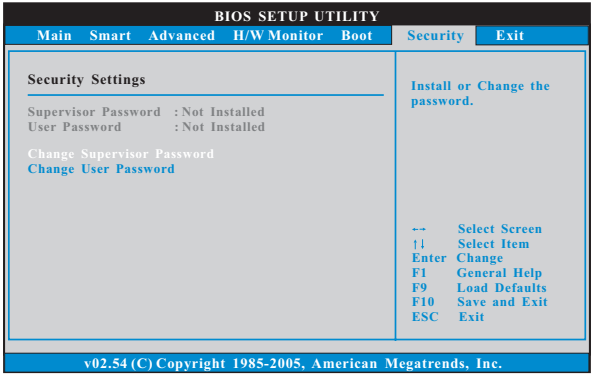 BIOS SETUP UTILITY
Main Smart Advanced H/W Monitor Boot Security Exit
Security Settings
Supervisor Password : Not Installed
User Password : Not Installed
Change Supervisor Password
Change User Password
Install or Change the
password.
←→ Select Screen
↑↓ Select Item
Enter Change
F1 General Help
F9 Load Defaults
F10 Save and Exit
ESC Exit
v02.54 (C) Copyright 1985-2005, American Megatrends, Inc.